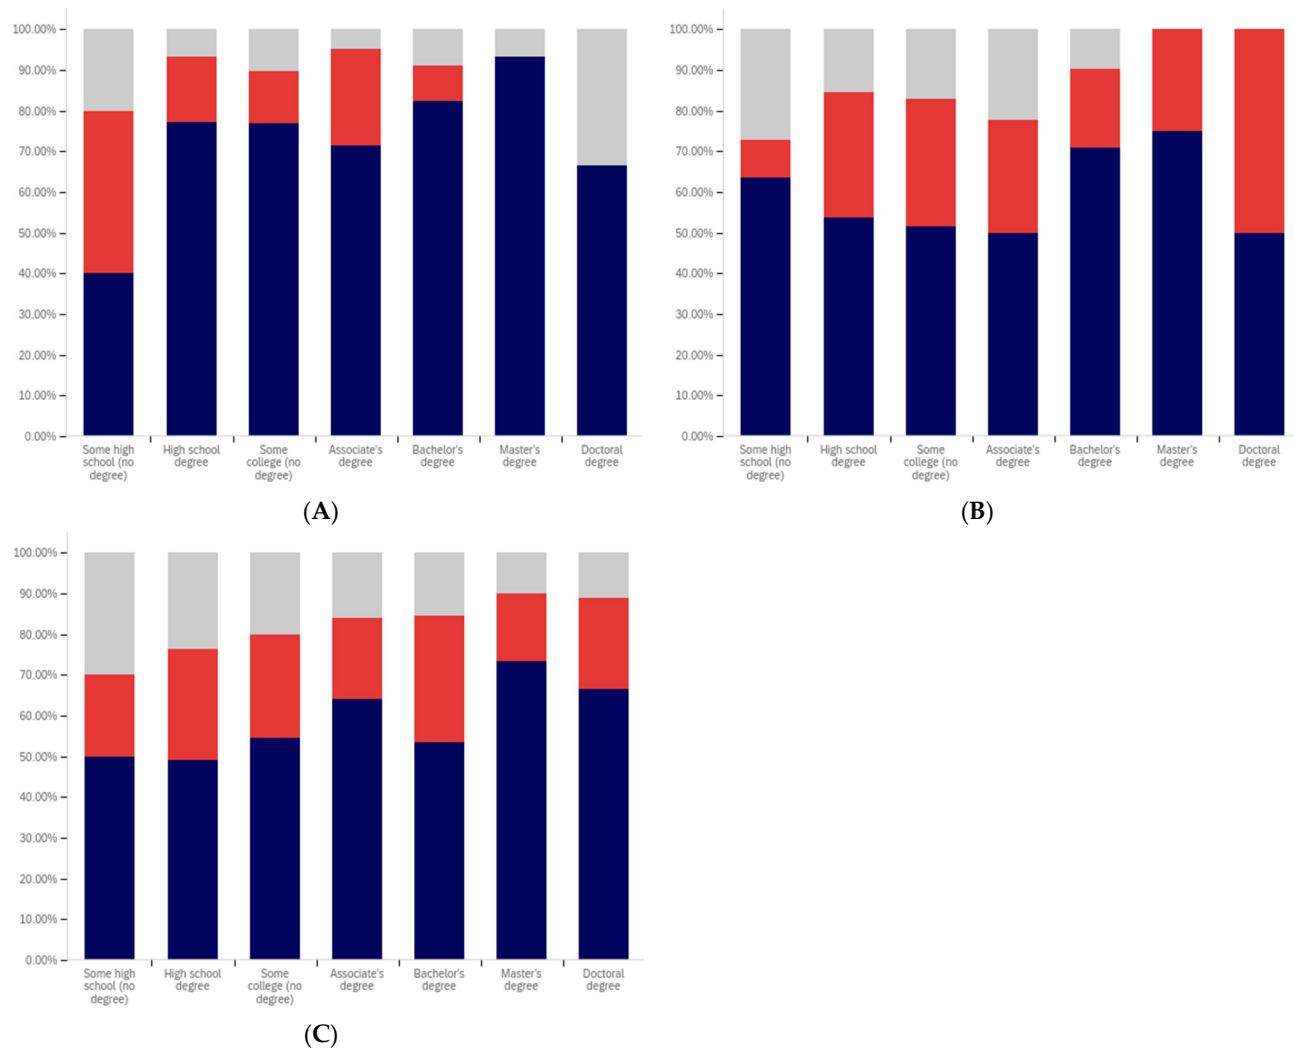 100.00%
90.00%
80.00%
70.00%
60.00%
50.00%
40.00%
30.00%
20.00%
10.00%
0.00%
Some high
school (no
degree)
High school
degree
Some
college (no
degree)
Associate's
degree
Bachelor's
degree
Master's
degree
Doctoral
degree
(A)
100.00%
90.00%
80.00%
70.00%
60.00%
50.00%
40.00%
30.00%
20.00%
10.00%
0.00%
Some high
school (no
degree)
High school
degree
Some
college (no
degree)
Associate's
degree
Bachelor's
degree
Master's
degree
Doctoral
degree
(B)
100.00%
90.00%
80.00%
70.00%
60.00%
50.00%
40.00%
30.00%
20.00%
10.00%
0.00%
Some high
school (no
degree)
High school
degree
Some
college (no
degree)
Associate's
degree
Bachelor's
degree
Master's
degree
Doctoral
degree
(C)